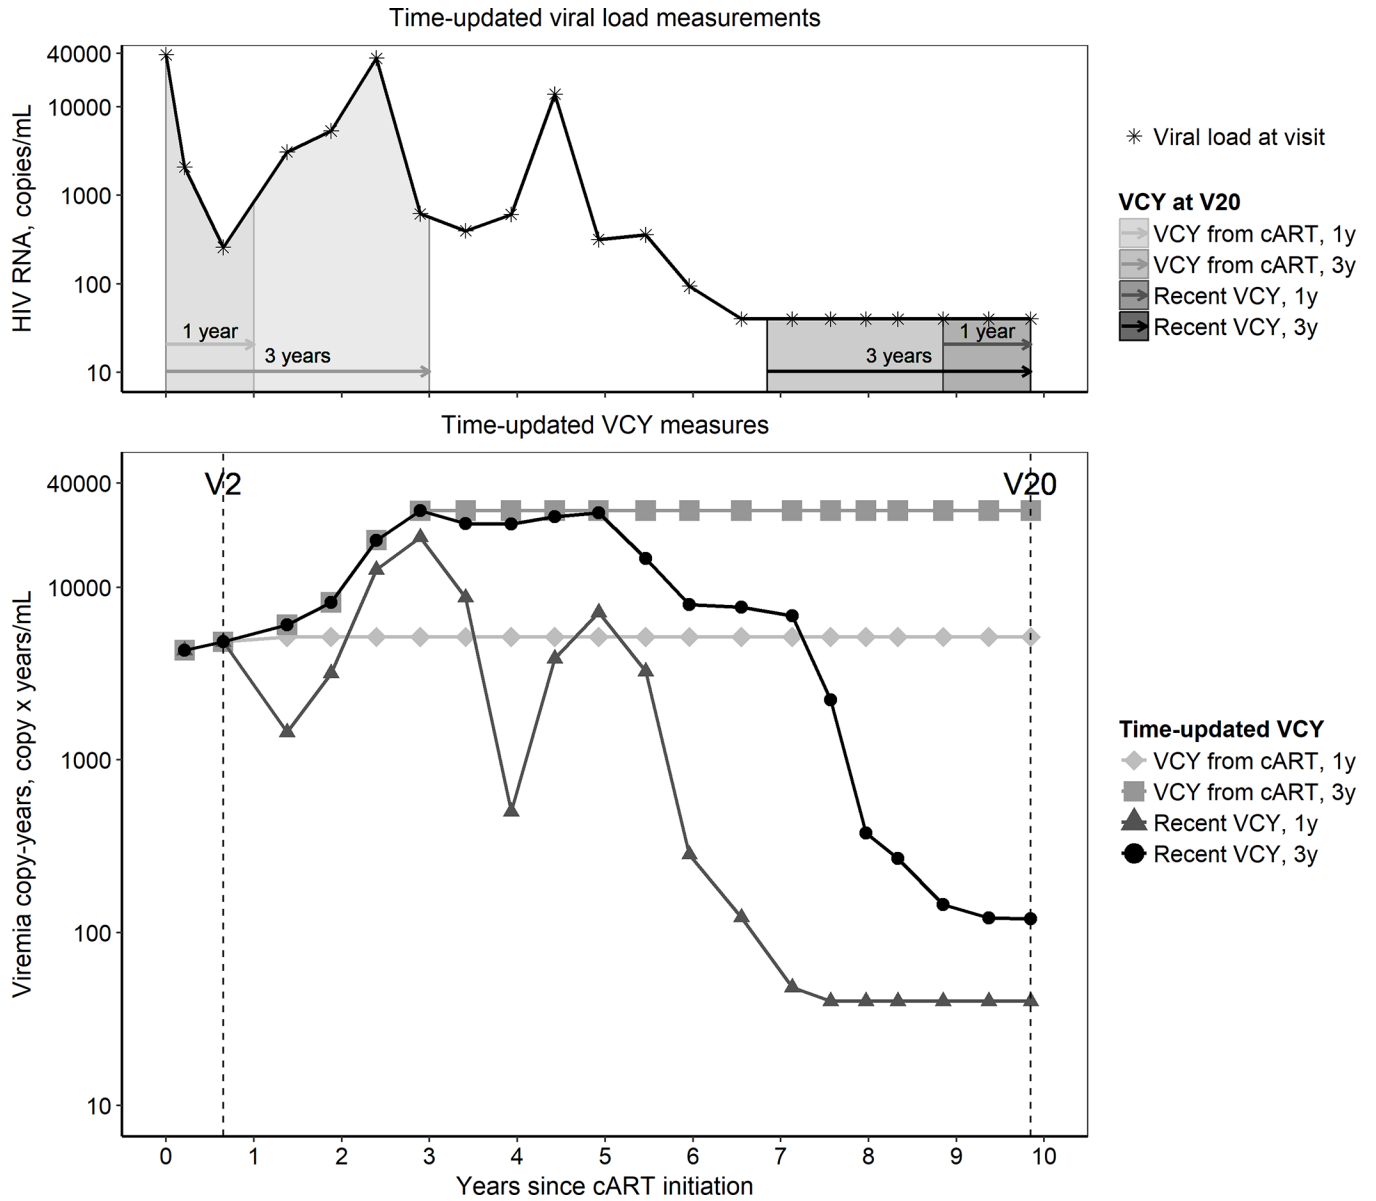 Time-updated viral load measurements
HIV RNA, copies/mL
40000
10000
1000
100
10
1 year
3 years
1 year
3 years
Viral load at visit
VCY at V20
VCY from cART, 1y
VCY from cART, 3y
Recent VCY, 1y
Recent VCY, 3y
Time-updated VCY measures
Viremia copy-years, copy x years/mL
40000
10000
1000
100
10
V2
V20
Time-updated VCY
VCY from cART, 1y
VCY from cART, 3y
Recent VCY, 1y
Recent VCY, 3y
0 1 2 3 4 5 6 7 8 9 10
Years since cART initiation